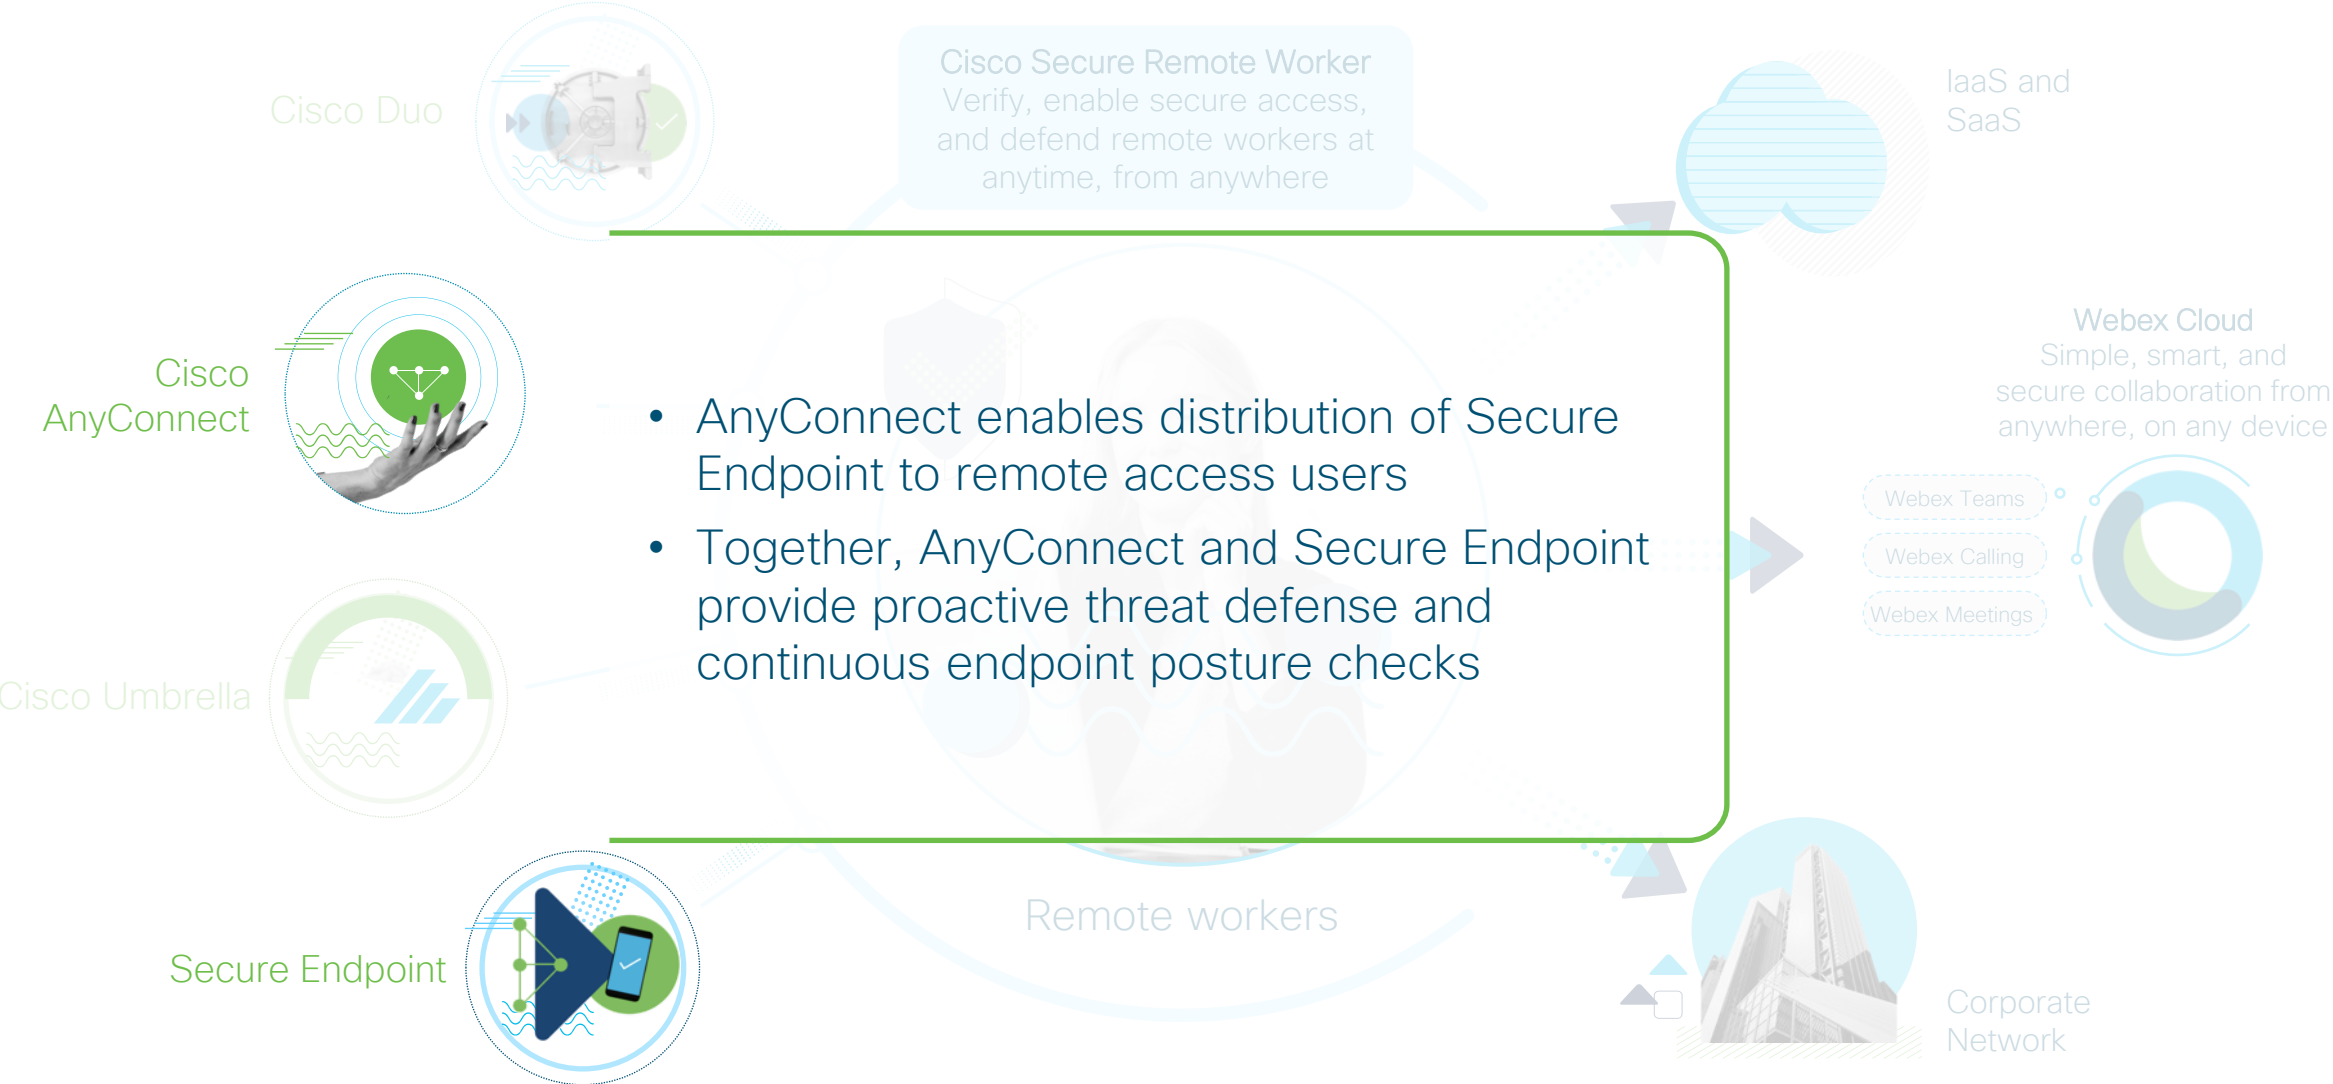 Cisco Duo
Cisco Secure Remote Worker
Verify, enable secure access,
and defend remote workers at
anytime, from anywhere
IaaS and
SaaS
Cisco
AnyConnect
• AnyConnect enables distribution of Secure
Endpoint to remote access users
• Together, AnyConnect and Secure Endpoint
provide proactive threat defense and
continuous endpoint posture checks
Webex Cloud
Simple, smart, and
secure collaboration from
anywhere, on any device
Webex Teams
Webex Calling
Webex Meetings
Cisco Umbrella
Secure Endpoint
Remote workers
Corporate
Network